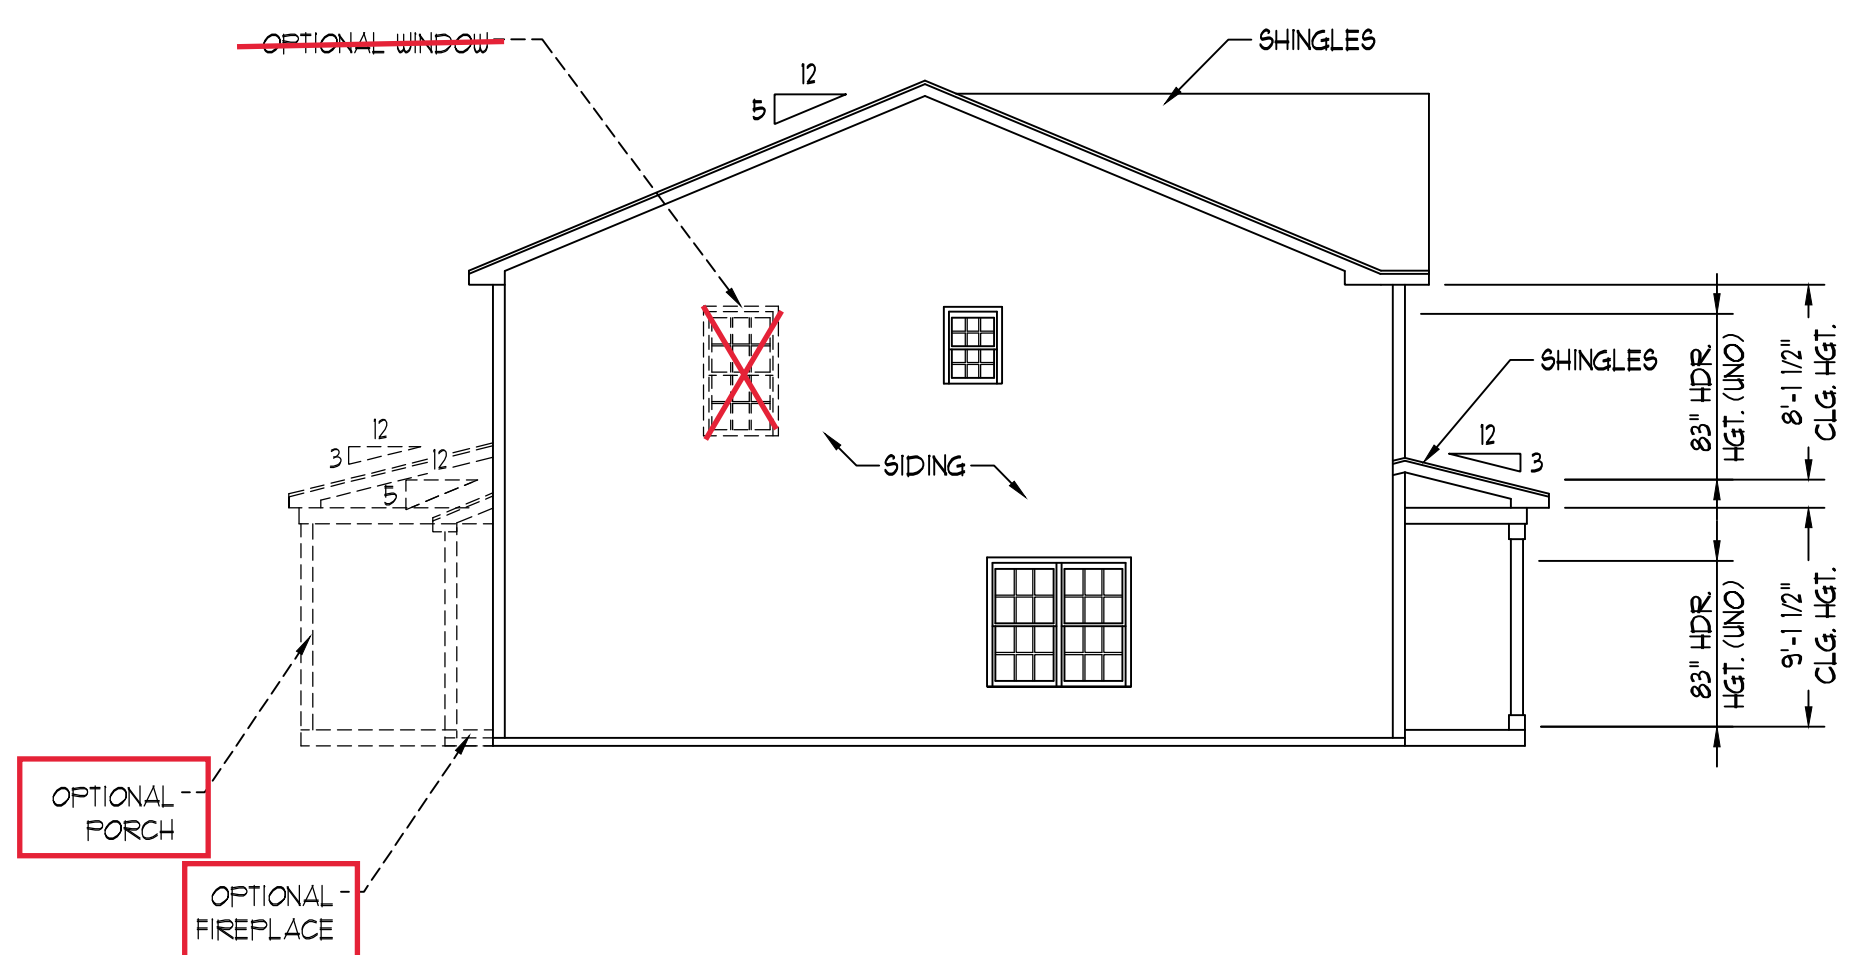 OPTIONAL WINDOW
SHINGLES
12
5
SHINGLES
83" HDR.
HGT. (UNO)
8'-1 1/2"
CLG. HGT.
12
3
12
5
SIDING
12
3
83" HDR.
HGT. (UNO)
9'-1 1/2"
CLG. HGT.
OPTIONAL
PORCH
OPTIONAL
FIREPLACE